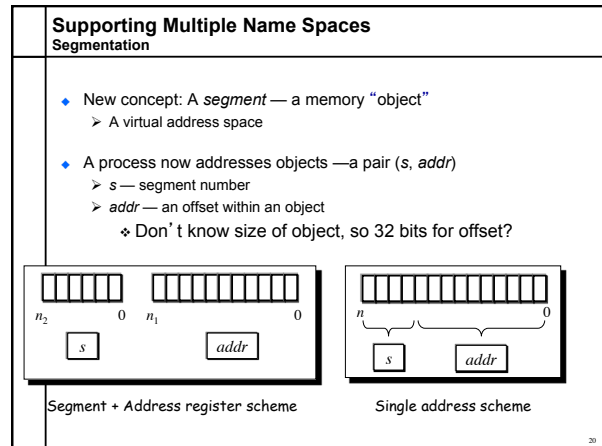 Supporting Multiple Name Spaces
Segmentation
◆ New concept: A segment — a memory “object”
➢ A virtual address space
◆ A process now addresses objects —a pair (s, addr)
➢ s — segment number
➢ addr — an offset within an object
❖ Don’t know size of object, so 32 bits for offset?
n2 0 n1 0
s addr
n 0
s addr
Segment + Address register scheme
Single address scheme
20